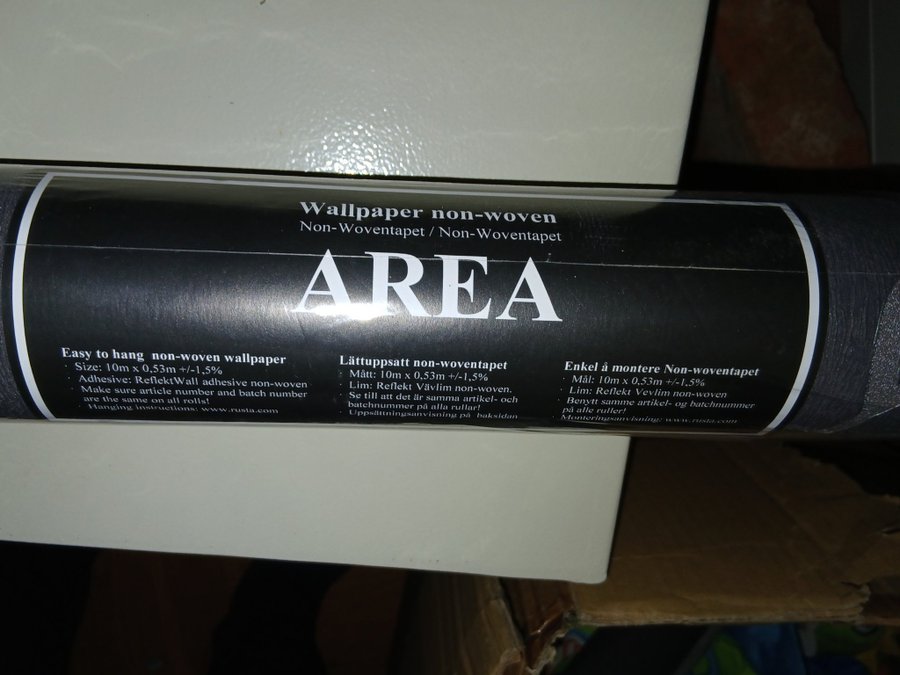 Wallpaper non-woven
Non-Woventapet / Non-Woventapet
AREA
Easy to hang non-woven wallpaper
· Size: 10m x 0,53m +/-1,5%
· Adhesive: ReflektWall adhesive non-woven
· Make sure article number and batch number
are the same on all rolls!
· Hanging instructions: www.rusta.com
Lättuppsatt non-woventapet
· Mått: 10m x 0,53m +/-1,5%
· Lim: Reflekt Vävlim non-woven.
· Se till att det är samma artikel- och
batchnummer på alla rullar!
· Uppsättningsanvisning på baksidan
Enkel å montere Non-woventapet
· Mål: 10m x 0,53m +/-1,5%
· Lim: Reflekt Vevlim non-woven
· Benytt samme artikel- og batchnummer
på alle ruller!
· Monteringsanvisning: www.rusta.com